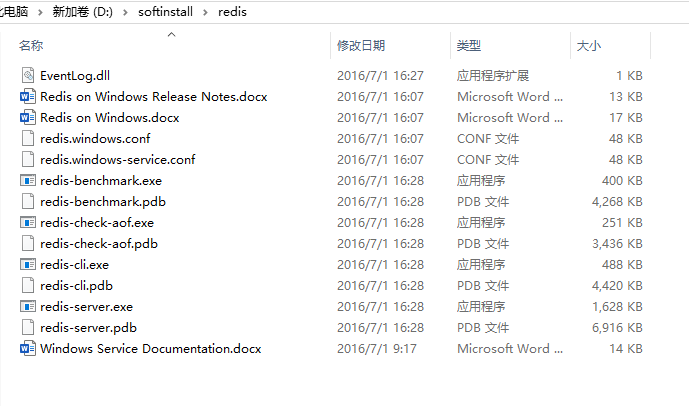 此电脑 > 新加卷 (D:) > softinstall > redis
名称 修改日期 类型 大小
EventLog.dll 2016/7/1 16:27 应用程序扩展 1 KB
Redis on Windows Release Notes.docx 2016/7/1 16:07 Microsoft Word ... 13 KB
Redis on Windows.docx 2016/7/1 16:07 Microsoft Word ... 17 KB
redis.windows.conf 2016/7/1 16:07 CONF 文件 48 KB
redis.windows-service.conf 2016/7/1 16:07 CONF 文件 48 KB
redis-benchmark.exe 2016/7/1 16:28 应用程序 400 KB
redis-benchmark.pdb 2016/7/1 16:28 PDB 文件 4,268 KB
redis-check-aof.exe 2016/7/1 16:28 应用程序 251 KB
redis-check-aof.pdb 2016/7/1 16:28 PDB 文件 3,436 KB
redis-cli.exe 2016/7/1 16:28 应用程序 488 KB
redis-cli.pdb 2016/7/1 16:28 PDB 文件 4,420 KB
redis-server.exe 2016/7/1 16:28 应用程序 1,628 KB
redis-server.pdb 2016/7/1 16:28 PDB 文件 6,916 KB
Windows Service Documentation.docx 2016/7/1 9:17 Microsoft Word ... 14 KB